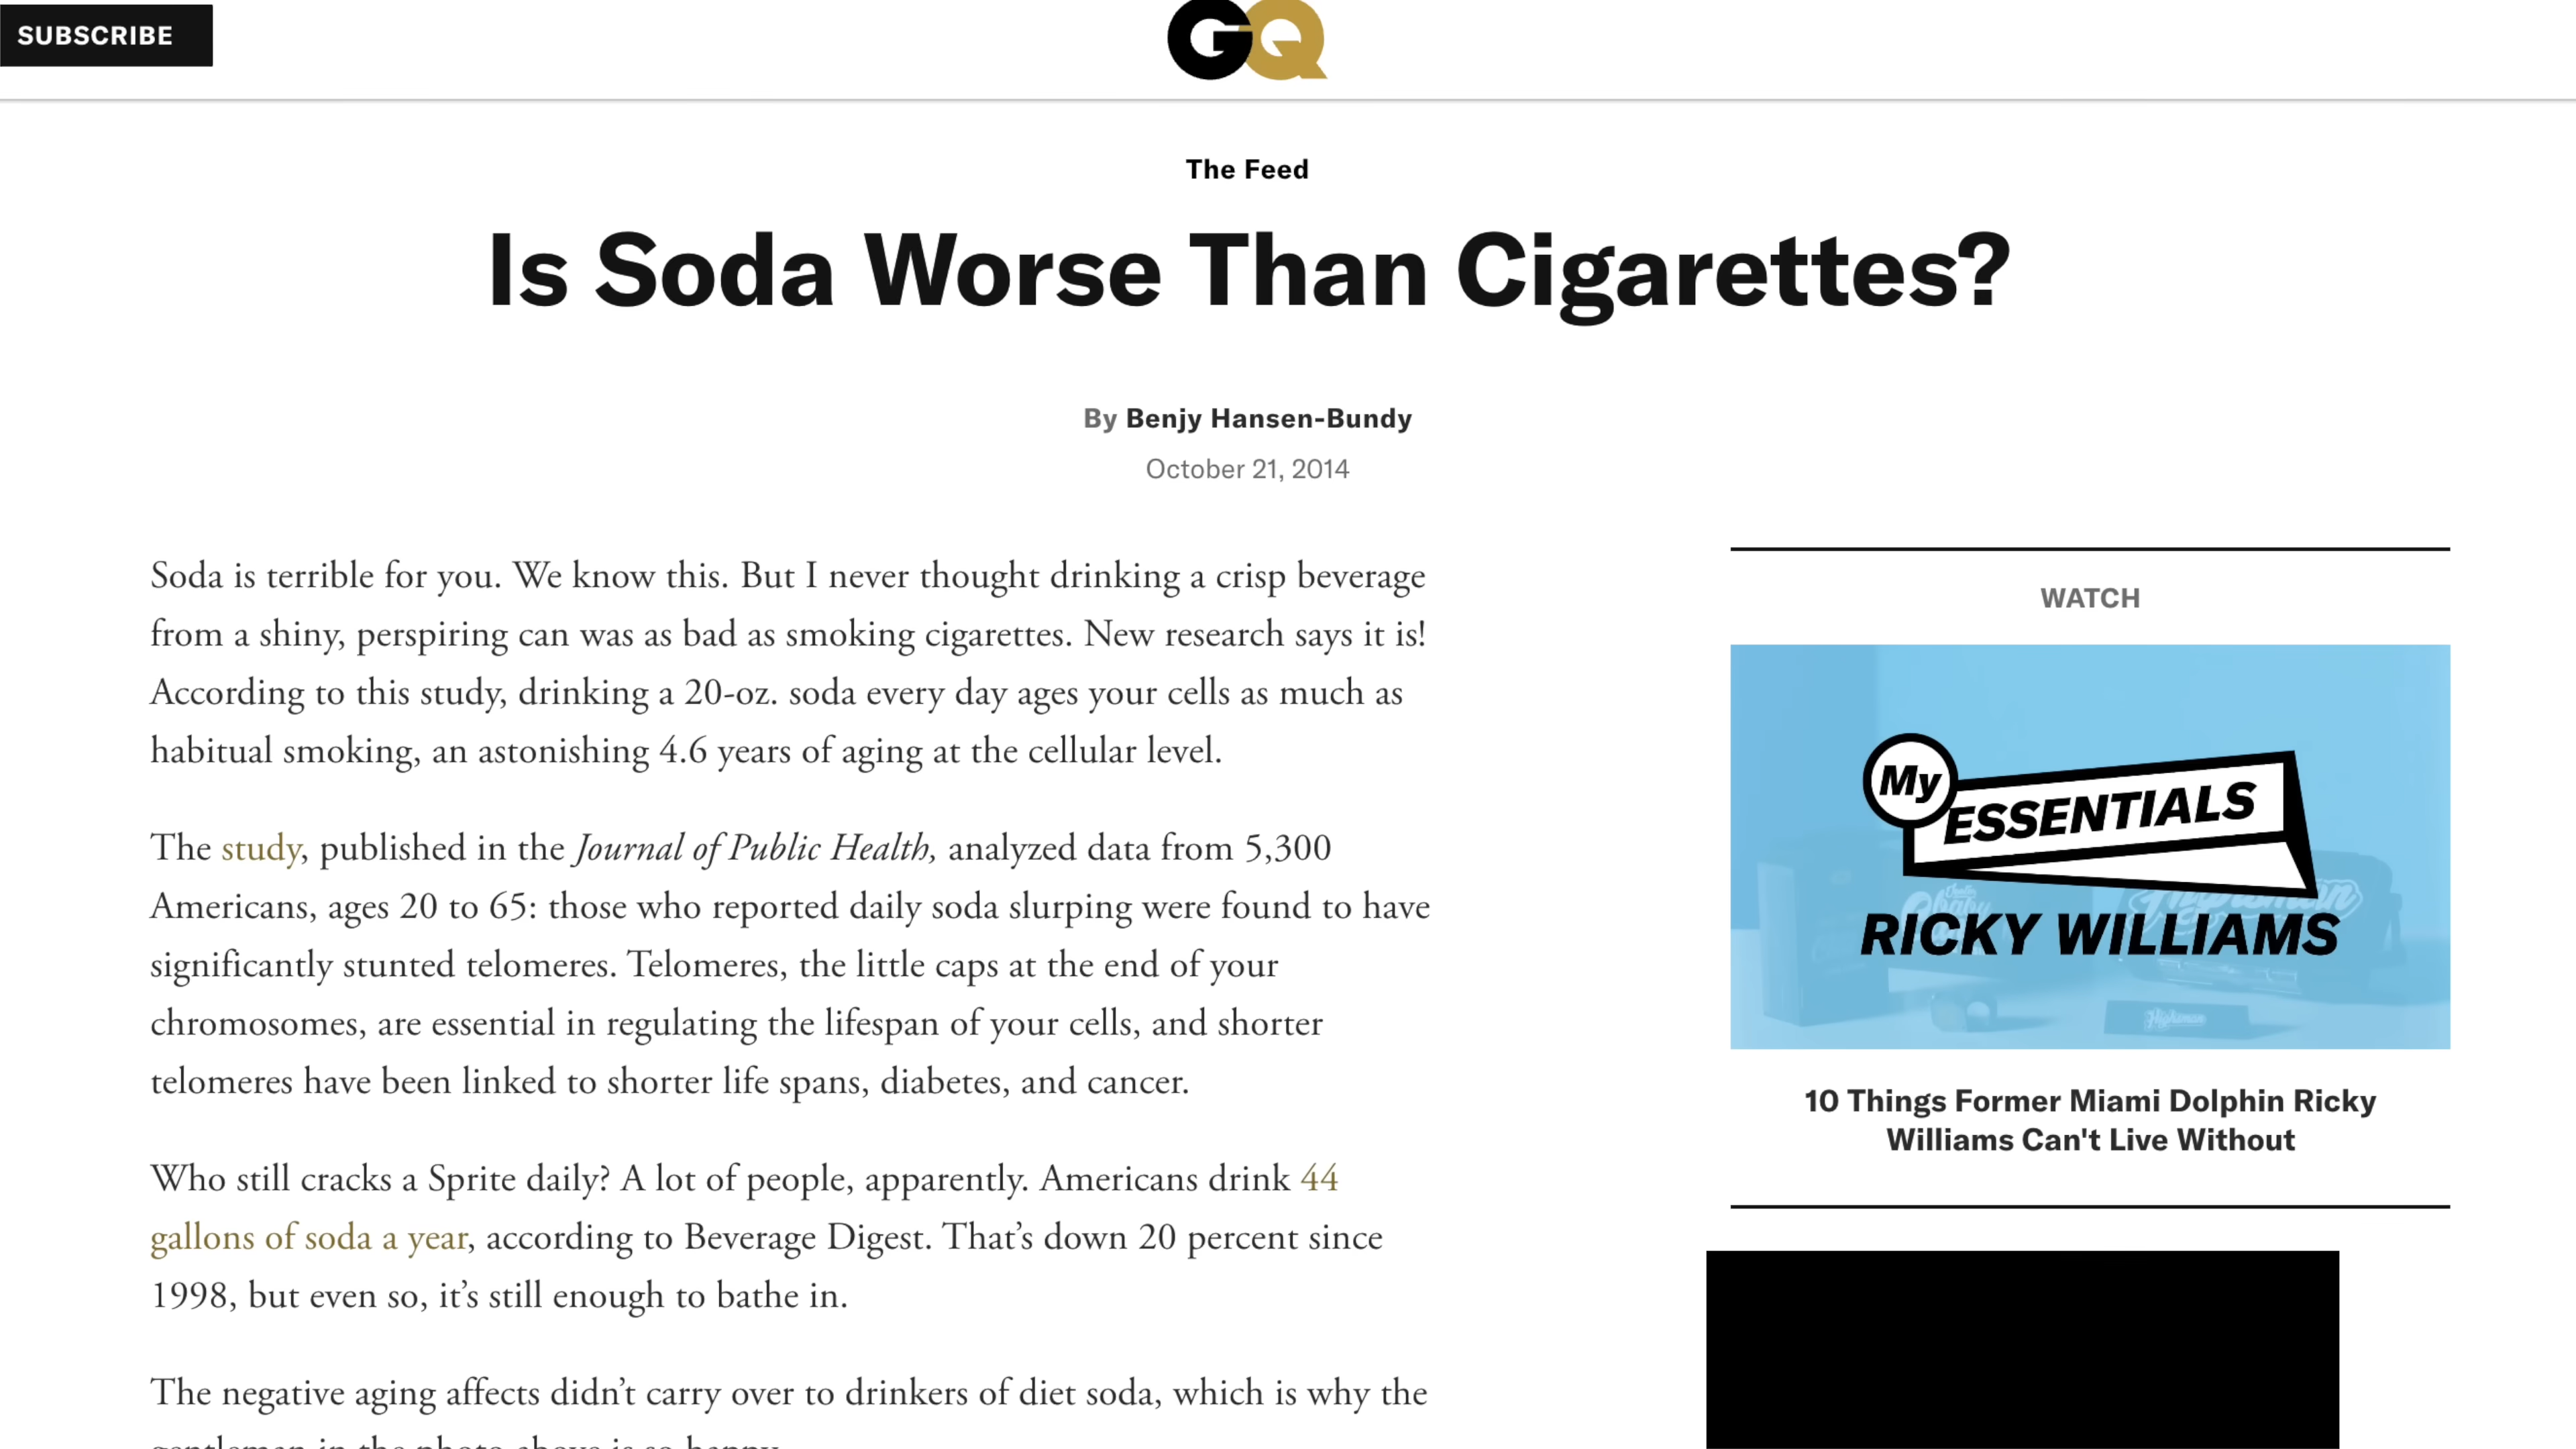 SUBSCRIBE
GQ
The Feed
Is Soda Worse Than Cigarettes?
By Benjy Hansen-Bundy
October 21, 2014
Soda is terrible for you. We know this. But I never thought drinking a crisp beverage
from a shiny, perspiring can was as bad as smoking cigarettes. New research says it is!
According to this study, drinking a 20-oz. soda every day ages your cells as much as
habitual smoking, an astonishing 4.6 years of aging at the cellular level.
The study, published in the Journal of Public Health, analyzed data from 5,300
Americans, ages 20 to 65: those who reported daily soda slurping were found to have
significantly stunted telomeres. Telomeres, the little caps at the end of your
chromosomes, are essential in regulating the lifespan of your cells, and shorter
telomeres have been linked to shorter life spans, diabetes, and cancer.
Who still cracks a Sprite daily? A lot of people, apparently. Americans drink 44
gallons of soda a year, according to Beverage Digest. That’s down 20 percent since
1998, but even so, it’s still enough to bathe in.
The negative aging affects didn’t carry over to drinkers of diet soda, which is why the
gentleman in the photo above is so happy.
WATCH
My
ESSENTIALS
RICKY WILLIAMS
Highsman
10 Things Former Miami Dolphin Ricky
Williams Can't Live Without